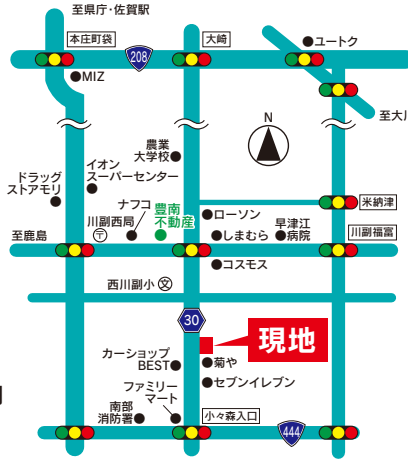 至県庁・佐賀駅
本庄町袋
大崎
ユートク
208
MIZ
至大
農業
大学校
N
イオン
スーパーセンター
ドラッグ
ストアモリ
ナフコ
豊南
不動産
ローソン
米納津
川副西局
〒
しまむら
早津江
病院
至鹿島
川副福富
コスモス
西川副小
文
30
現地
カーショップ
BEST
菊や
セブンイレブン
ファミリー
マート
南部
消防署
小々森入口
444